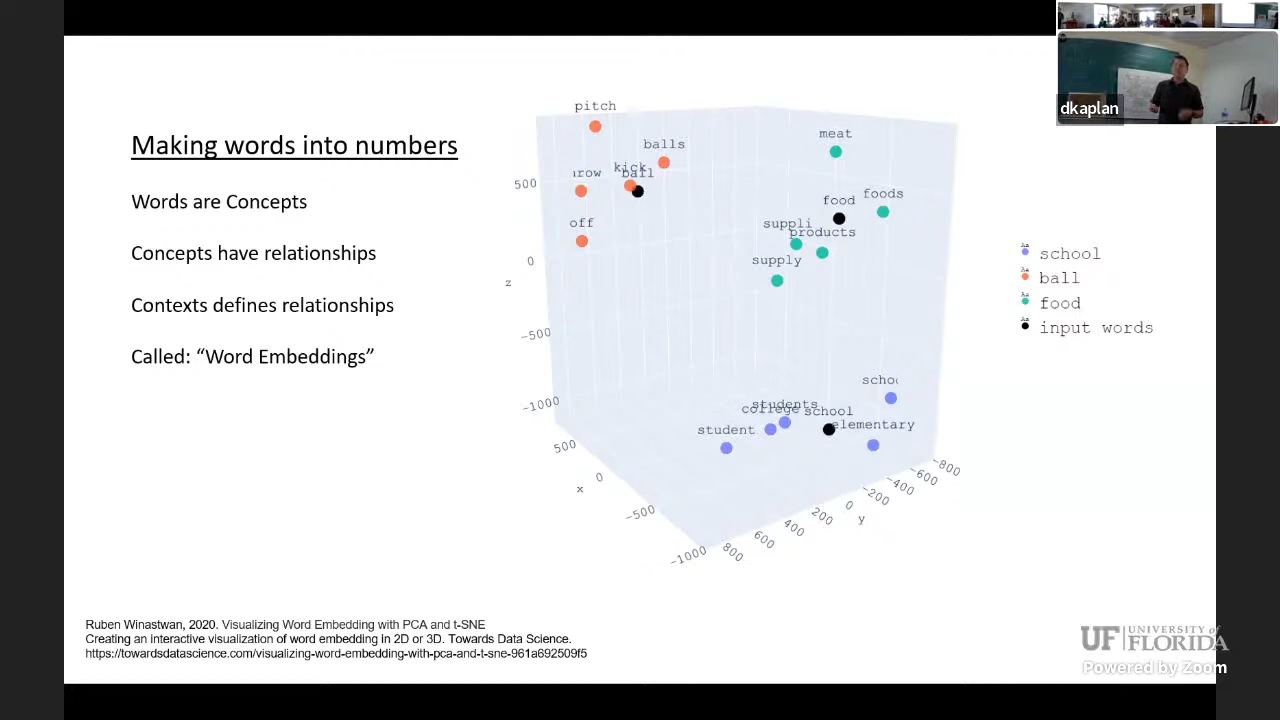 dkaplan
Making words into numbers
Words are Concepts
Concepts have relationships
Contexts defines relationships
Called: “Word Embeddings”
pitch
balls
kick
ball
off
meat
food
foods
suppli
products
supply
students
college
school
student
elementary
500
0
z
-500
-1000
500
0
x
-500
-1000
800
600
400
200
0
y
-200
-400
-600
-800
school
ball
food
input words
Ruben Winastwan, 2020. Visualizing Word Embedding with PCA and t-SNE
Creating an interactive visualization of word embedding in 2D or 3D. Towards Data Science.
https://towardsdatascience.com/visualizing-word-embedding-with-pca-and-t-sne-961a692509f5
UF UNIVERSITY of
FLORIDA
Powered by Zoom